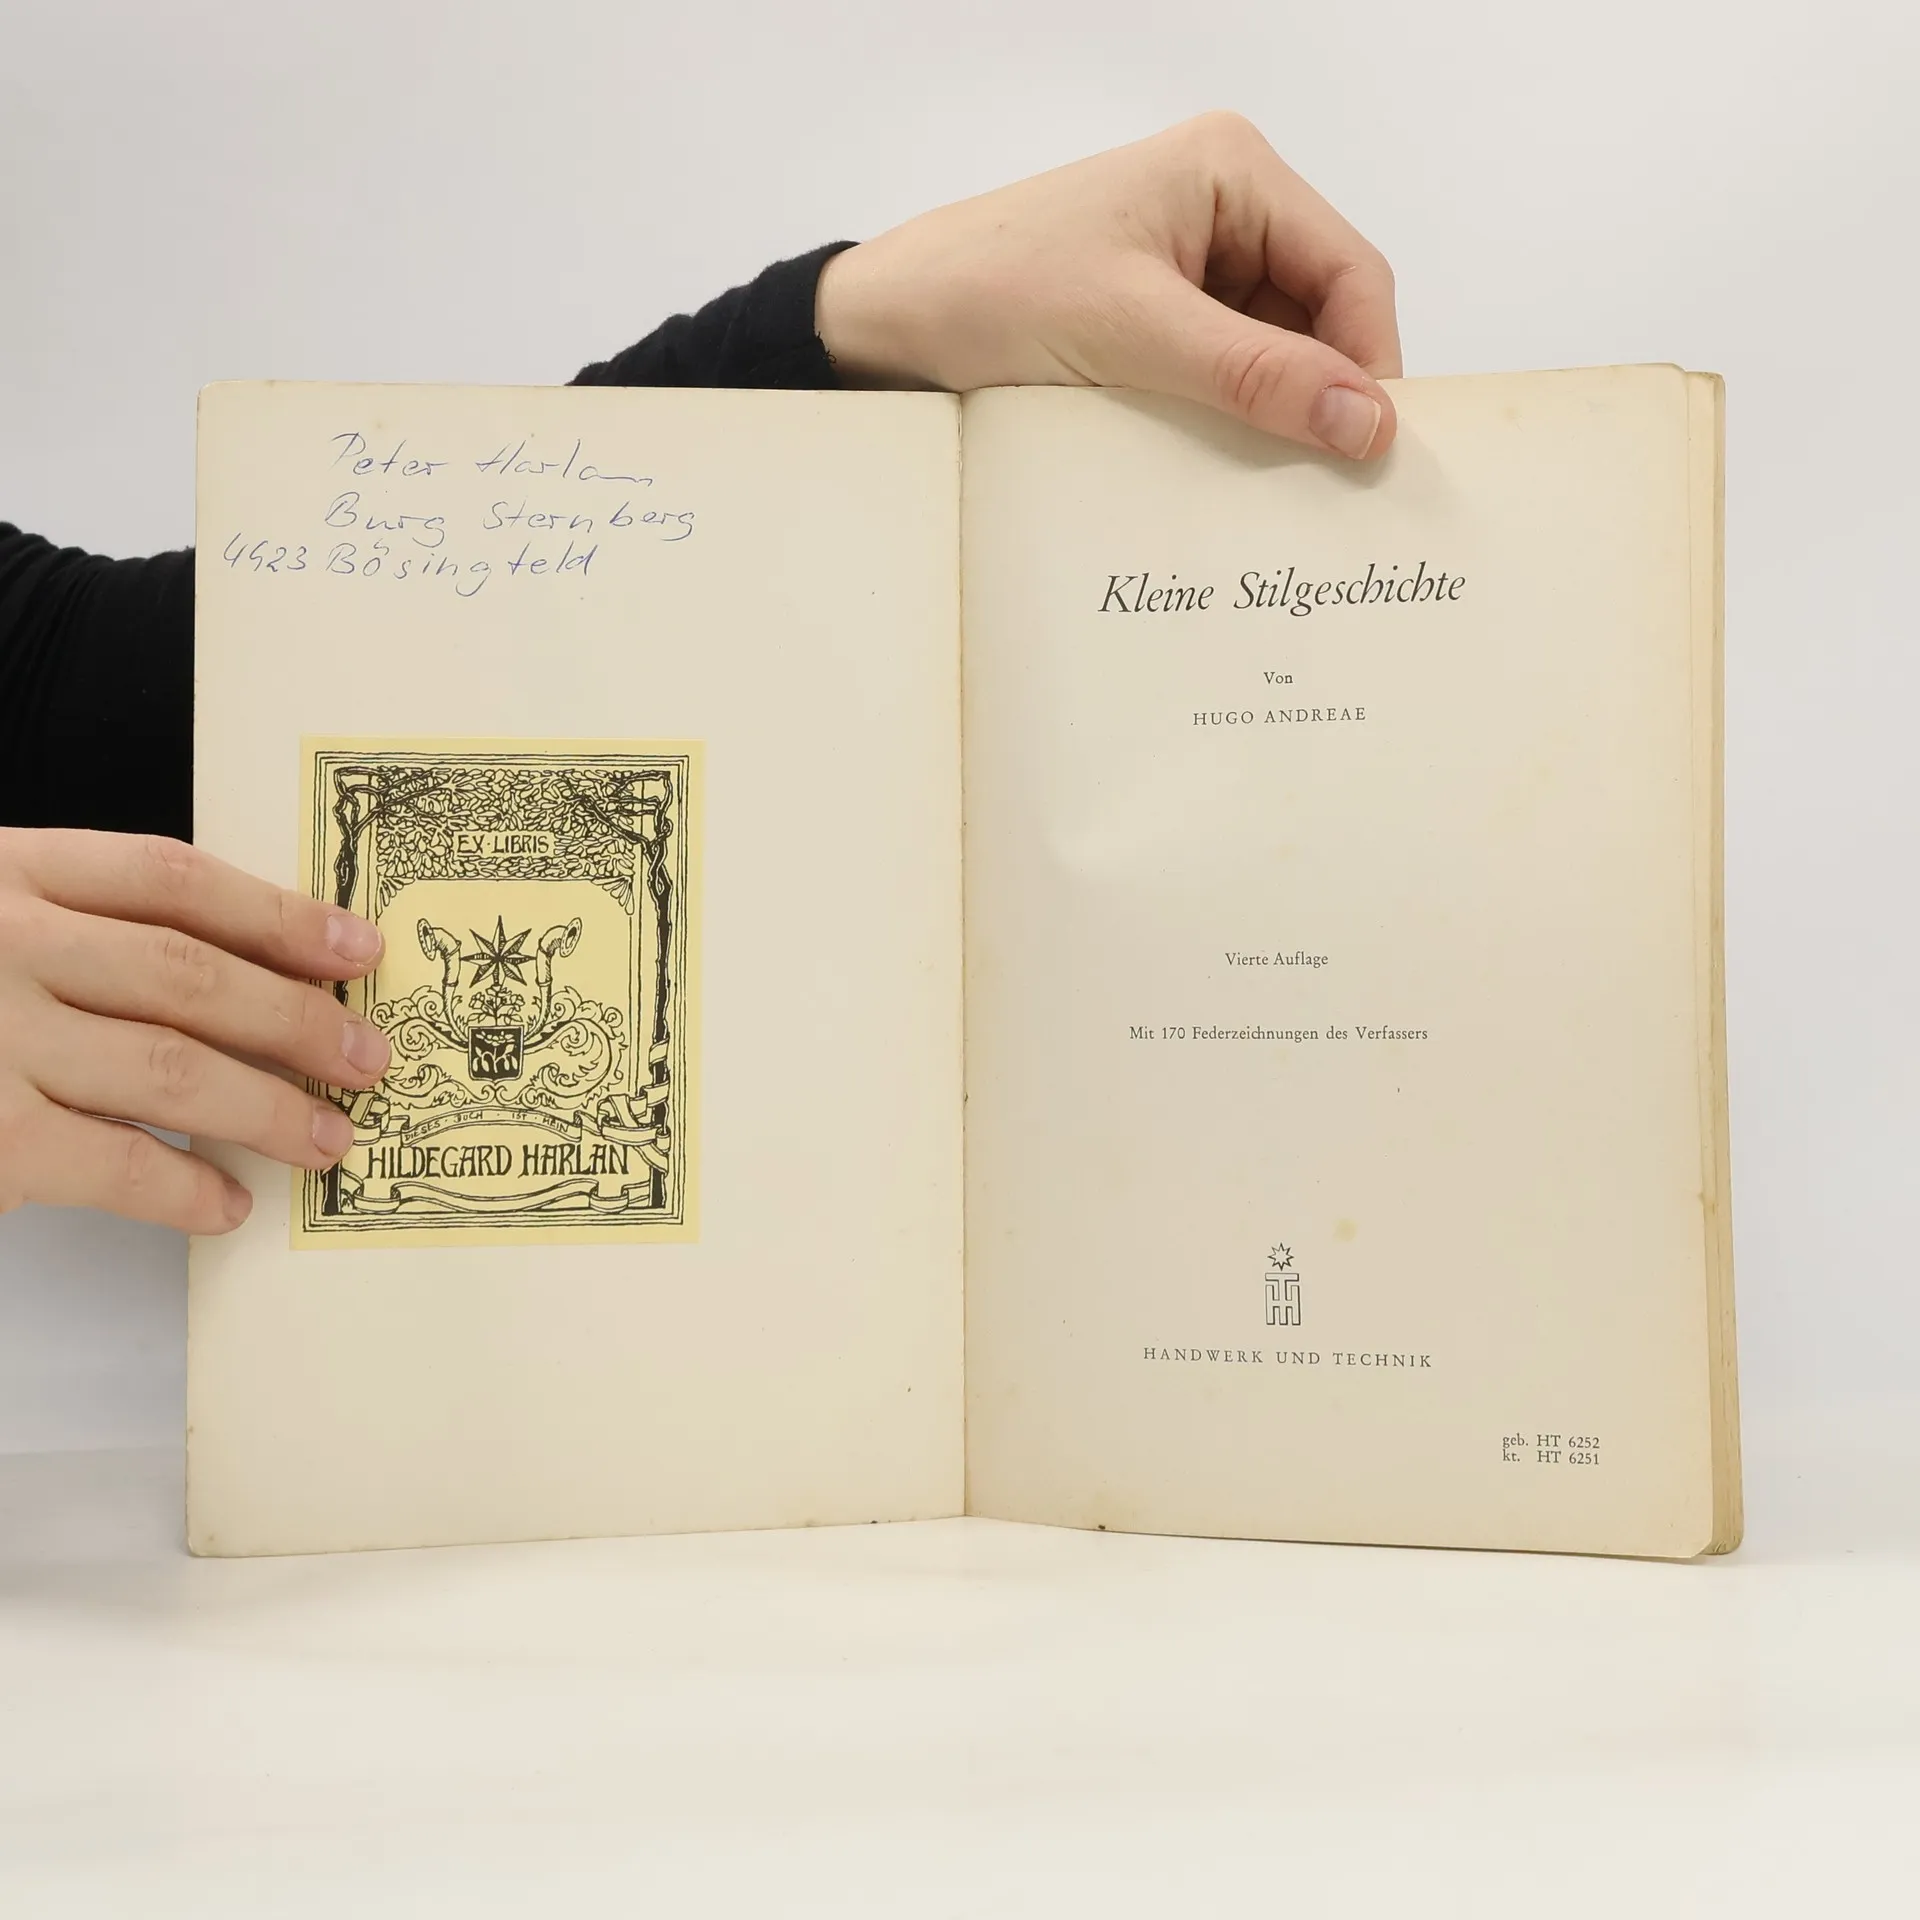 Peter Harlan
Burg Sternberg
4923 Bösingfeld
EX·LIBRIS
DIESES · BUCH · IST · MEIN
HILDEGARD HARLAN
Kleine Stilgeschichte
Von
HUGO ANDREAE
Vierte Auflage
Mit 170 Federzeichnungen des Verfassers
HT
HANDWERK UND TECHNIK
geb. HT 6252
kt. HT 6251